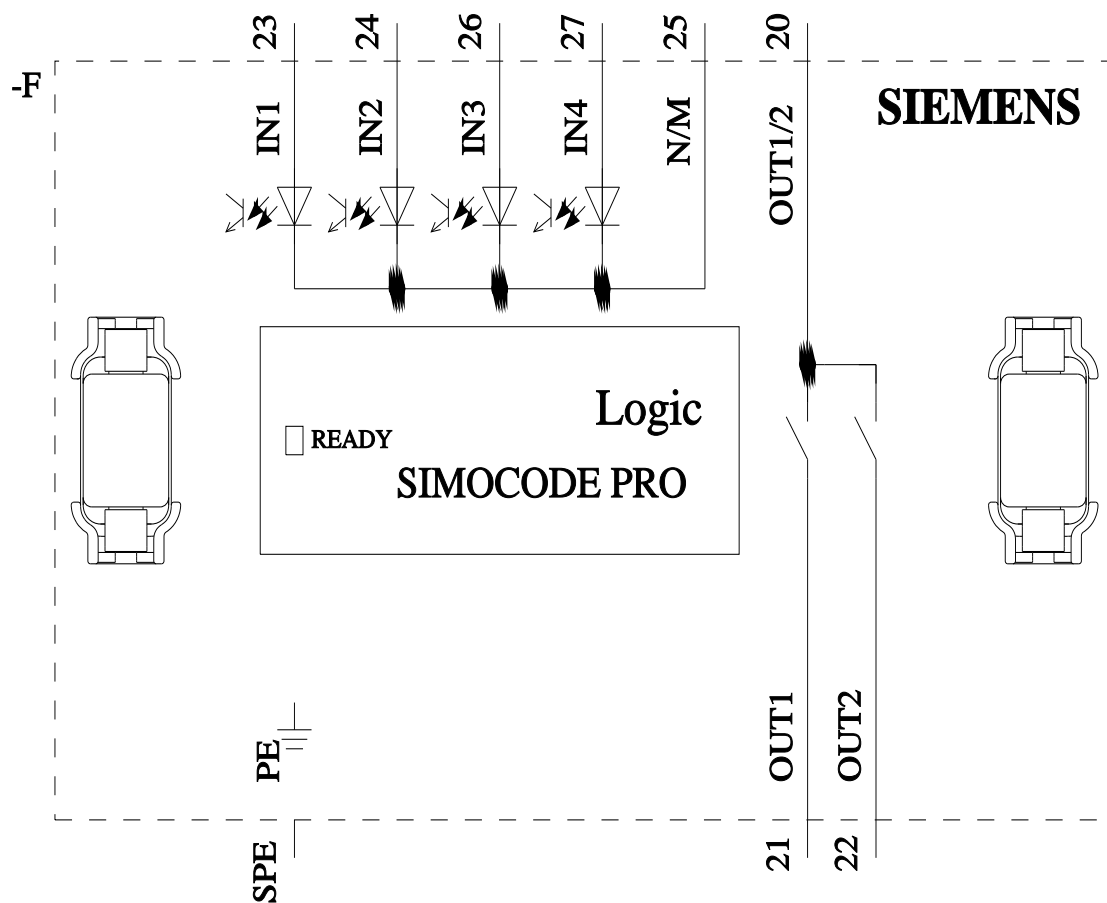 23
24
26
27
25
20
-F
SIEMENS
IN1
IN2
IN3
IN4
N/M
OUT1/2
Logic
READY
SIMOCODE PRO
PE
OUT1
OUT2
SPE
21
22